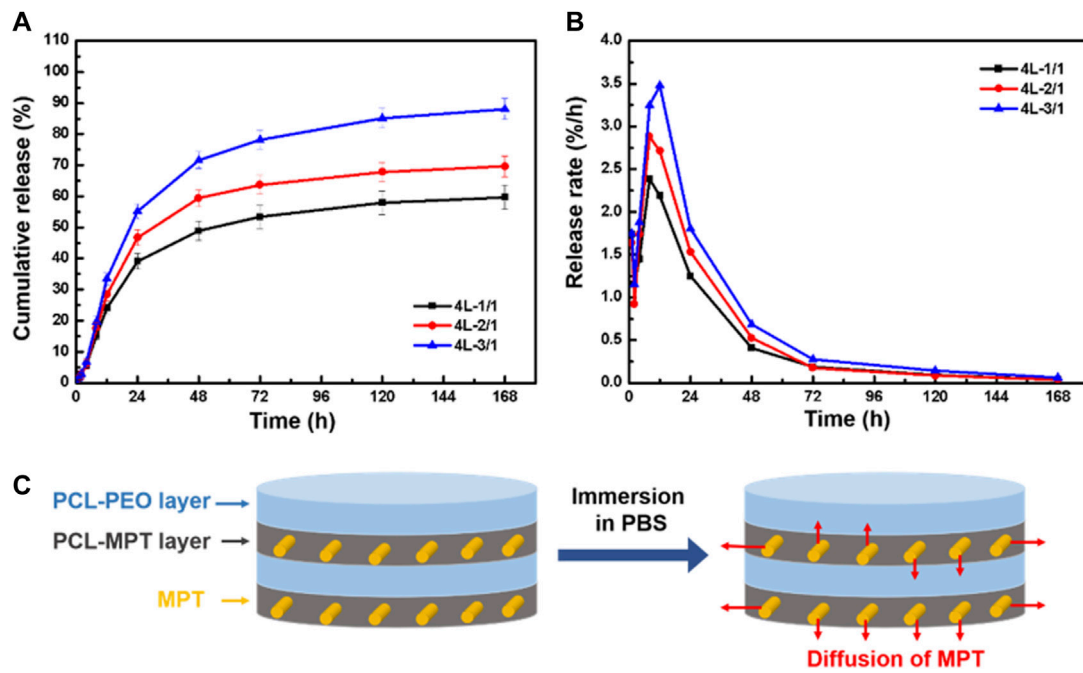 A
Cumulative release (%)
110
100
90
80
70
60
50
40
30
20
10
0
0 24 48 72 96 120 144 168
Time (h)
4L-1/1
4L-2/1
4L-3/1
B
Release rate (%/h)
4.0
3.5
3.0
2.5
2.0
1.5
1.0
0.5
0.0
0 24 48 72 96 120 144 168
Time (h)
4L-1/1
4L-2/1
4L-3/1
C
PCL-PEO layer
PCL-MPT layer
MPT
Immersion
in PBS
Diffusion of MPT